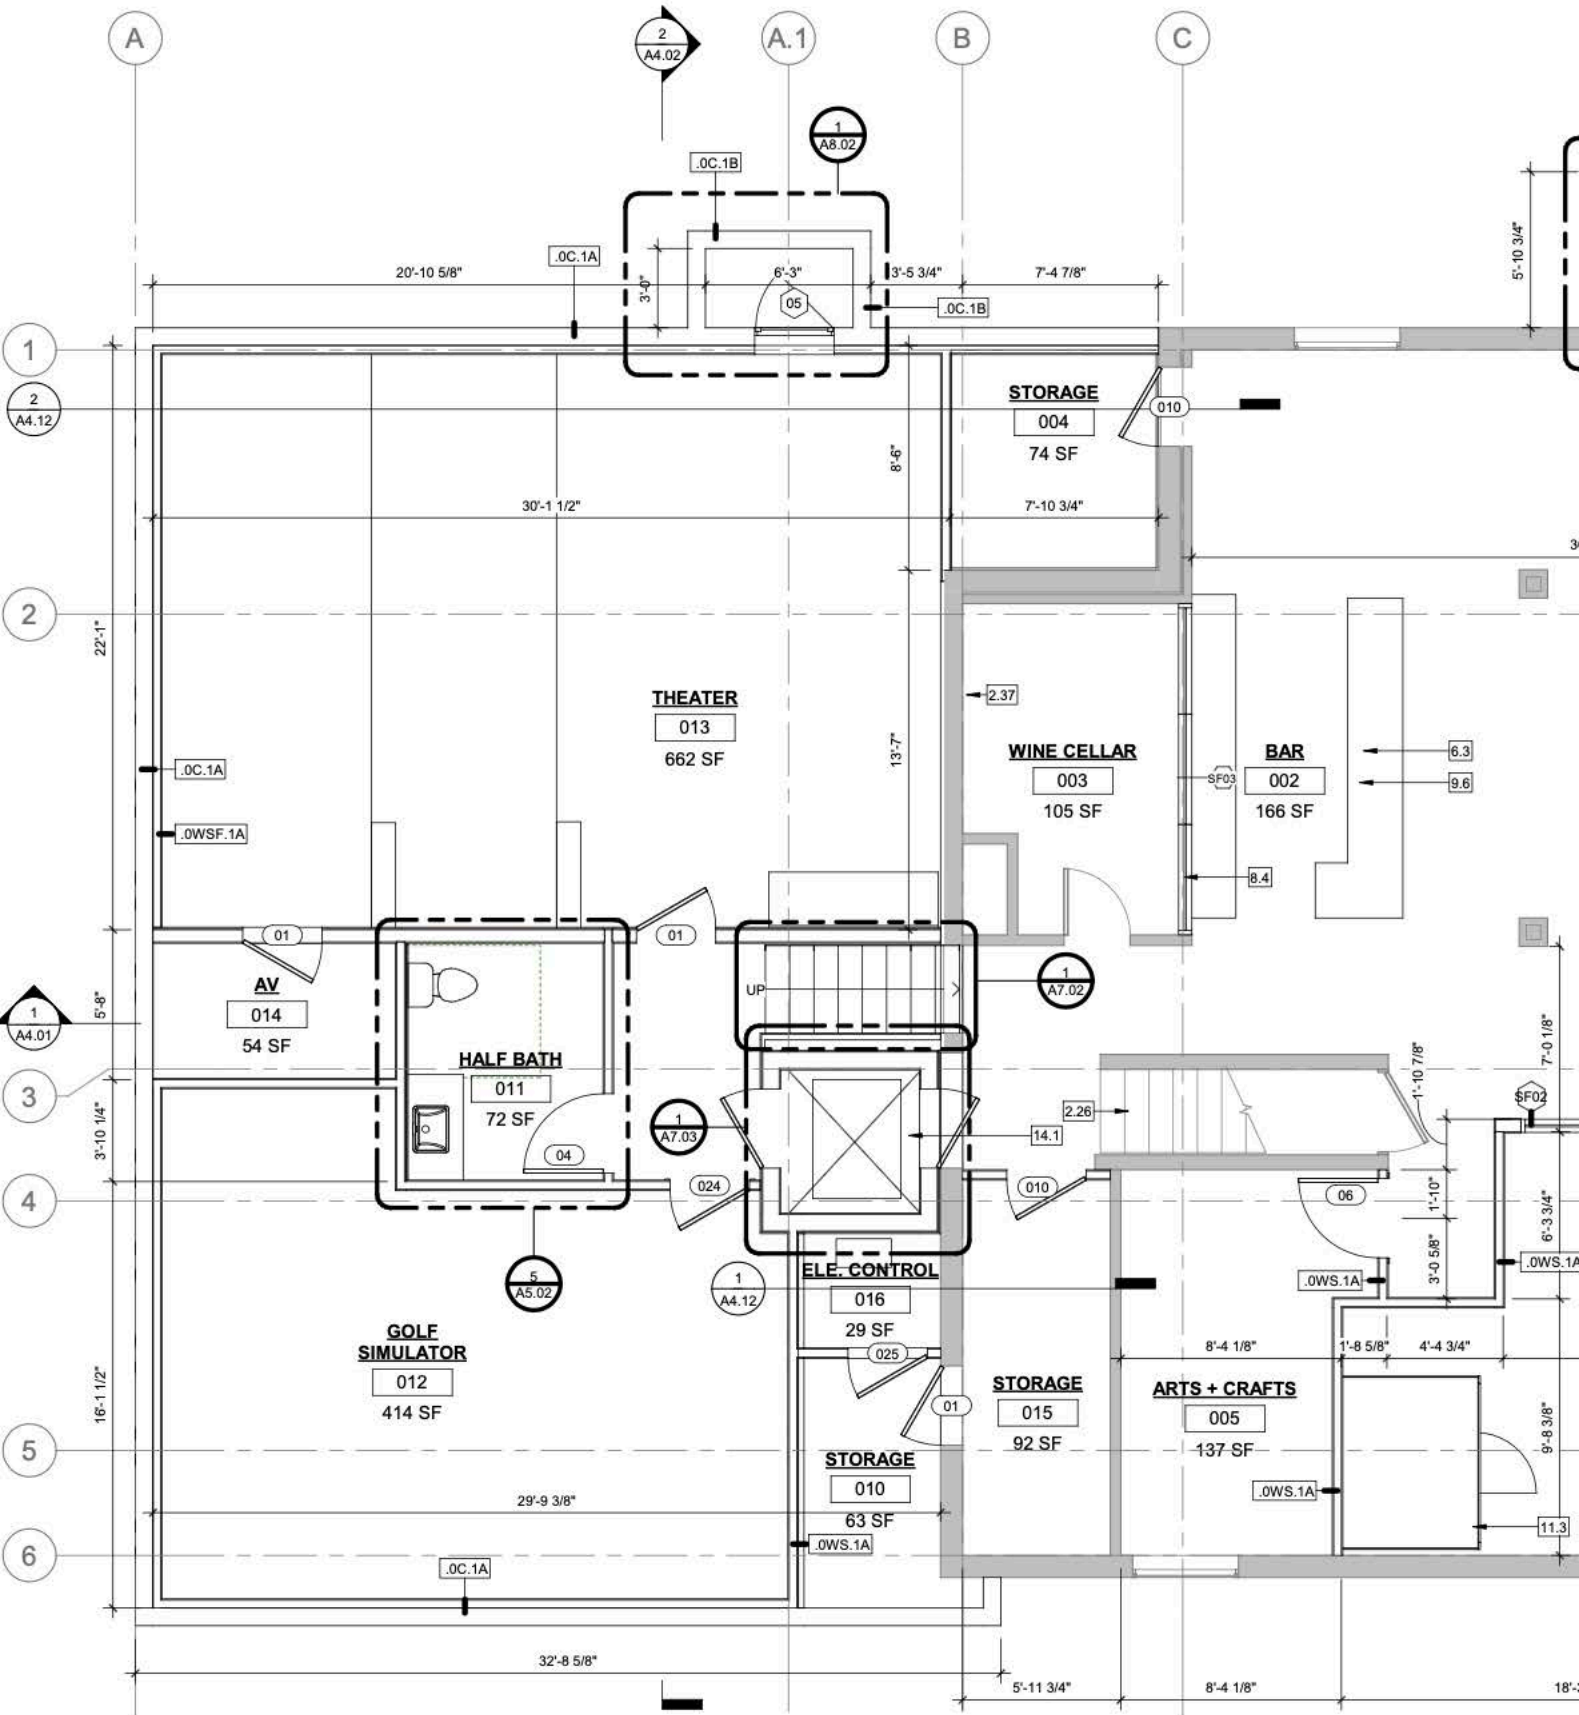 A
2
A4.02
A.1
B
C
1
A8.02
.0C.1B
.0C.1A
20'-10 5/8"
3'-0"
6'-3"
3'-5 3/4"
7'-4 7/8"
5'-10 3/4"
05
.0C.1B
1
2
A4.12
STORAGE
004
74 SF
010
8'-6"
30'-1 1/2"
7'-10 3/4"
2
22'-1"
THEATER
013
662 SF
2.37
13'-7"
WINE CELLAR
003
105 SF
SF03
BAR
002
166 SF
6.3
9.6
.0C.1A
.0WSF.1A
8.4
01
01
AV
014
54 SF
5'-8"
1
A4.01
UP
1
A7.02
7'-0 1/8"
HALF BATH
011
72 SF
3
3'-10 1/4"
1
A7.03
14.1
2.26
1'-10 7/8"
SF02
04
024
010
06
1'-10"
6'-3 3/4"
4
3'-0 5/8"
.0WS.1A
.0WS.1A
5
A5.02
1
A4.12
ELE. CONTROL
016
29 SF
025
GOLF
SIMULATOR
012
414 SF
16'-1 1/2"
8'-4 1/8"
1'-8 5/8"
4'-4 3/4"
STORAGE
015
92 SF
ARTS + CRAFTS
005
137 SF
01
9'-8 3/8"
5
STORAGE
010
63 SF
29'-9 3/8"
.0WS.1A
11.3
.0WS.1A
6
.0C.1A
32'-8 5/8"
5'-11 3/4"
8'-4 1/8"